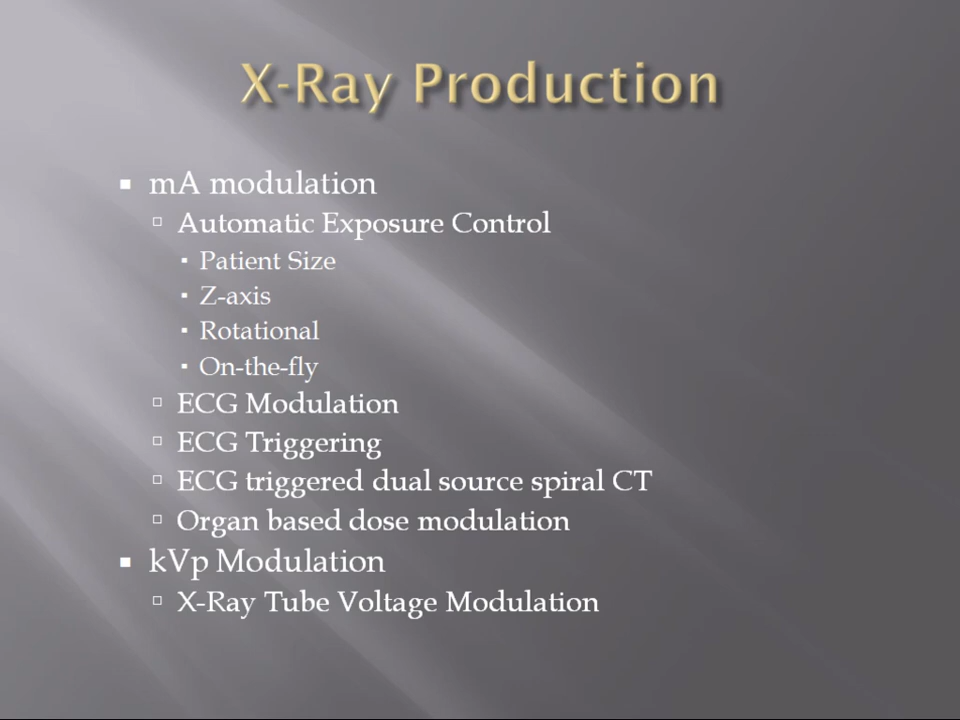 X-Ray Production
mA modulation
Automatic Exposure Control
Patient Size
Z-axis
Rotational
On-the-fly
ECG Modulation
ECG Triggering
ECG triggered dual source spiral CT
Organ based dose modulation
kVp Modulation
X-Ray Tube Voltage Modulation